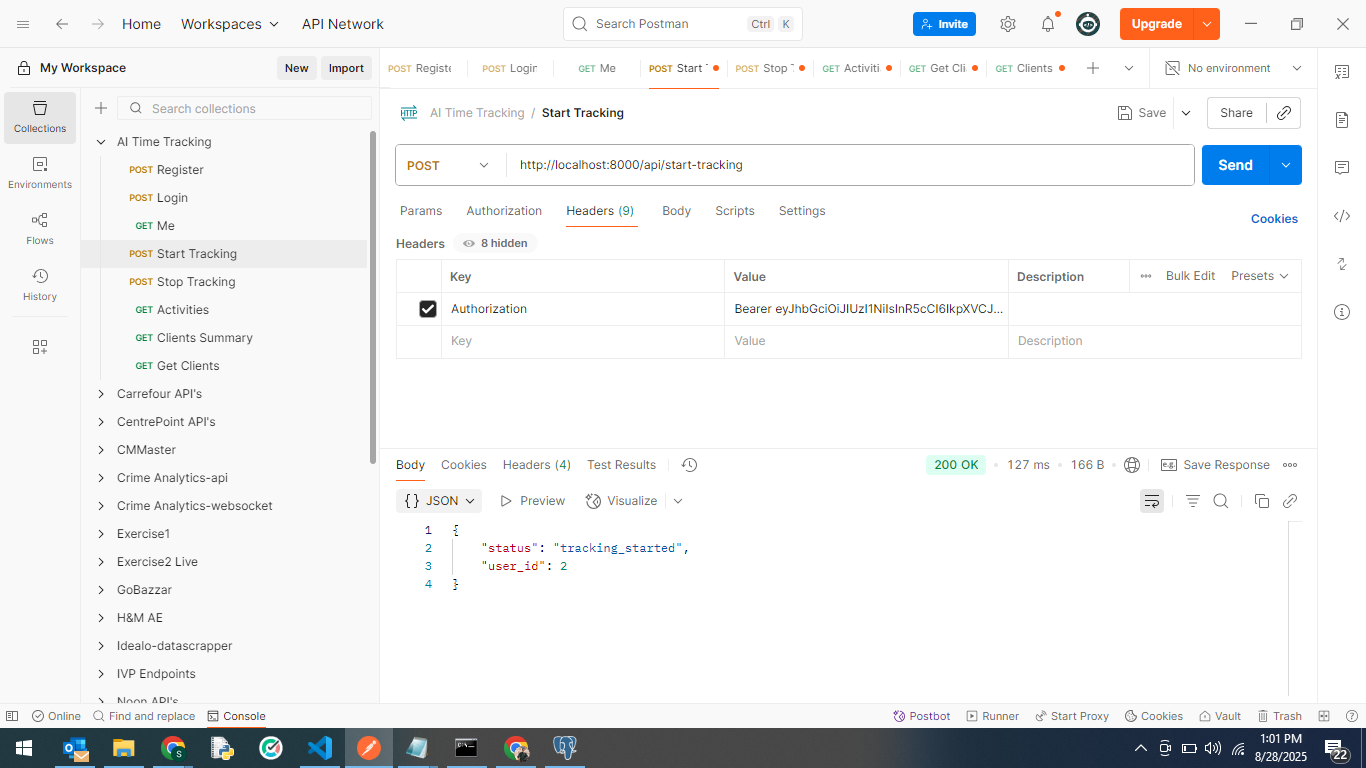 Home
Workspaces
API Network
Search Postman
Ctrl K
Invite
Upgrade
My Workspace
New
Import
POST Registe
POST Login
GET Me
POST Start T
POST Stop T
GET Activiti
GET Get Cli
GET Clients
No environment
Collections
Environments
Flows
History
Search collections
AI Time Tracking
POST Register
POST Login
GET Me
POST Start Tracking
POST Stop Tracking
GET Activities
GET Clients Summary
GET Get Clients
Carrefour API's
CentrePoint API's
CMMaster
Crime Analytics-api
Crime Analytics-websocket
Exercise1
Exercise2 Live
GoBazzar
H&M AE
Idealo-datascrapper
IVP Endpoints
Noon API's
HTTP AI Time Tracking / Start Tracking
Save
Share
POST
http://localhost:8000/api/start-tracking
Send
Params
Authorization
Headers (9)
Body
Scripts
Settings
Cookies
Headers
8 hidden
Key
Value
Description
Bulk Edit
Presets
Authorization
Bearer eyJhbGciOiJIUzI1NiIsInR5cCI6IkpXVCJ...
Key
Value
Description
Body
Cookies
Headers (4)
Test Results
200 OK
127 ms
166 B
e.g.
Save Response
{} JSON
Preview
Visualize
1 {
2 "status": "tracking_started",
3 "user_id": 2
4 }
Online
Find and replace
Console
Postbot
Runner
Start Proxy
Cookies
Vault
Trash
1:01 PM
8/28/2025
22